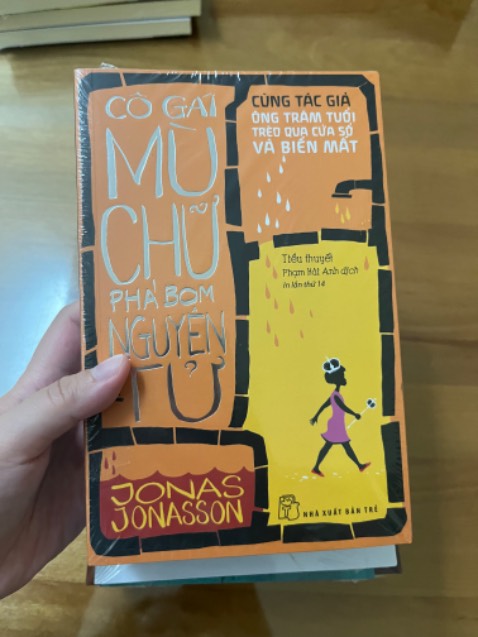 CÔ GÁI
MÙ
CHỮ
PHÁ BOM
NGUYÊN
TỬ
CÙNG TÁC GIẢ
ÔNG TRĂM TUỔI
TRÈO QUA CỬA SỔ
VÀ BIẾN MẤT
Tiểu thuyết
Phạm Hải Anh dịch
In lần thứ 14
JONAS
JONASSON
NHÀ XUẤT BẢN TRẺ